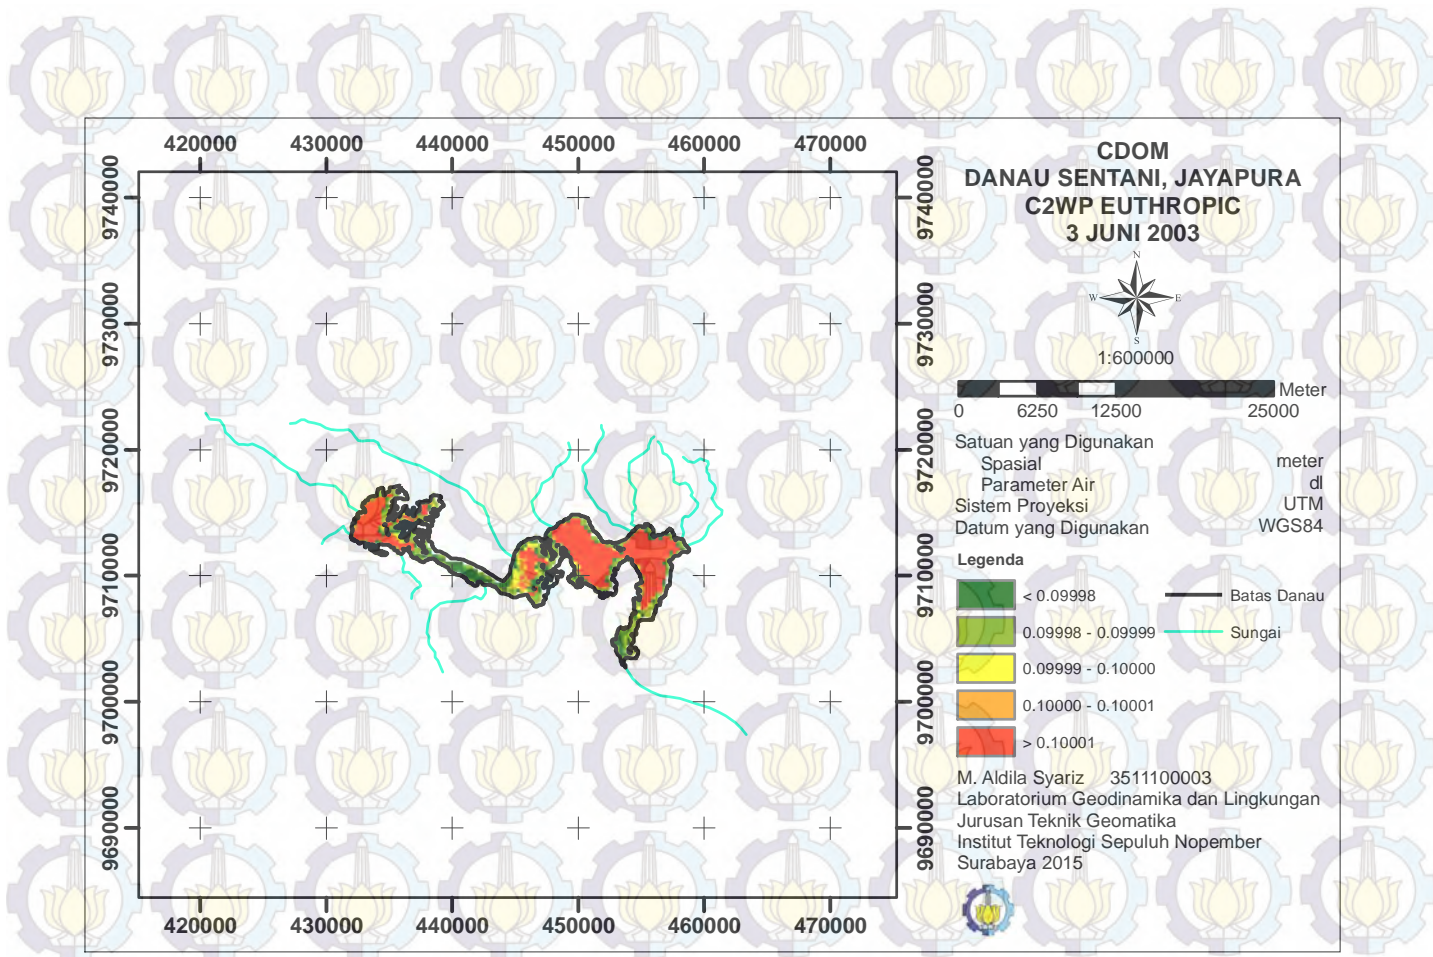 420000 430000 440000 450000 460000 470000
9740000 9740000
9730000 9730000
9720000 9720000
9710000 9710000
9700000 9700000
9690000 9690000
420000 430000 440000 450000 460000 470000
CDOM
DANAU SENTANI, JAYAPURA
C2WP EUTHROPIC
3 JUNI 2003
N
W E
S
1:600000
Meter
0 6250 12500 25000
Satuan yang Digunakan
Spasial meter
Parameter Air dl
Sistem Proyeksi UTM
Datum yang Digunakan WGS84
Legenda
< 0.09998 Batas Danau
0.09998 - 0.09999 Sungai
0.09999 - 0.10000
0.10000 - 0.10001
> 0.10001
M. Aldila Syariz 3511100003
Laboratorium Geodinamika dan Lingkungan
Jurusan Teknik Geomatika
Institut Teknologi Sepuluh Nopember
Surabaya 2015